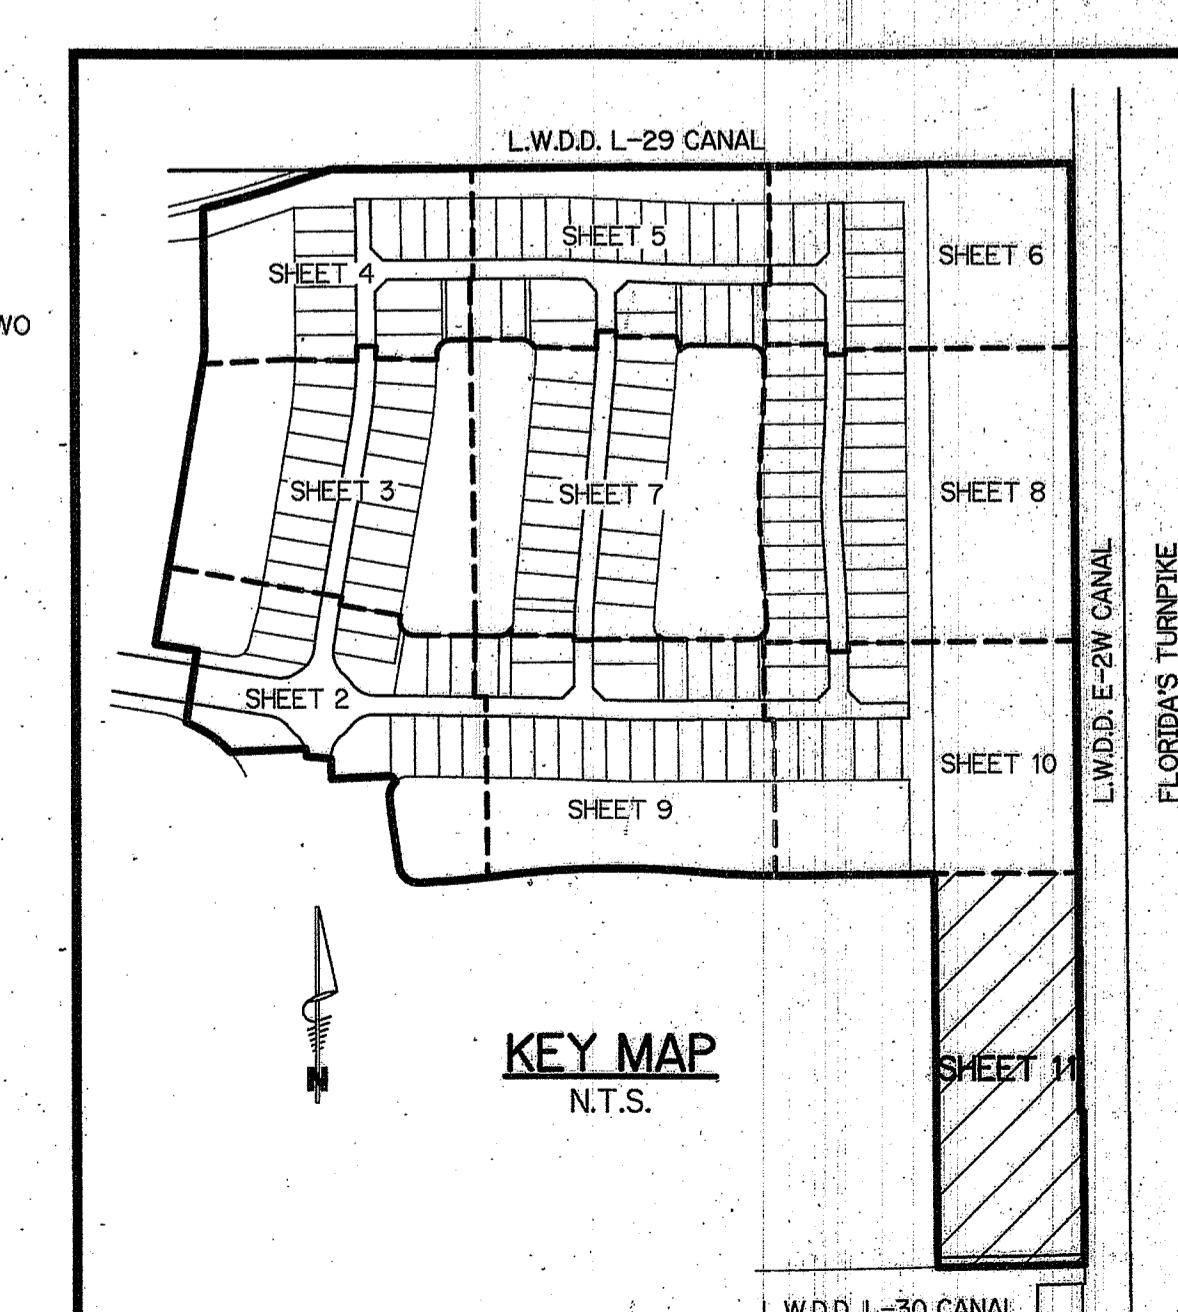 L.W.D.D. L-29 CANAL
SHEET 5
SHEET 6
SHEET 4
WO
SHEET 3
SHEET 7
SHEET 8
L.W.D.D. E-2W CANAL
FLORIDA'S TURNPIKE
SHEET 2
SHEET 10
SHEET 9
N
KEY MAP
N.T.S.
SHEET 11
L.W.D.D. L-30 CANAL